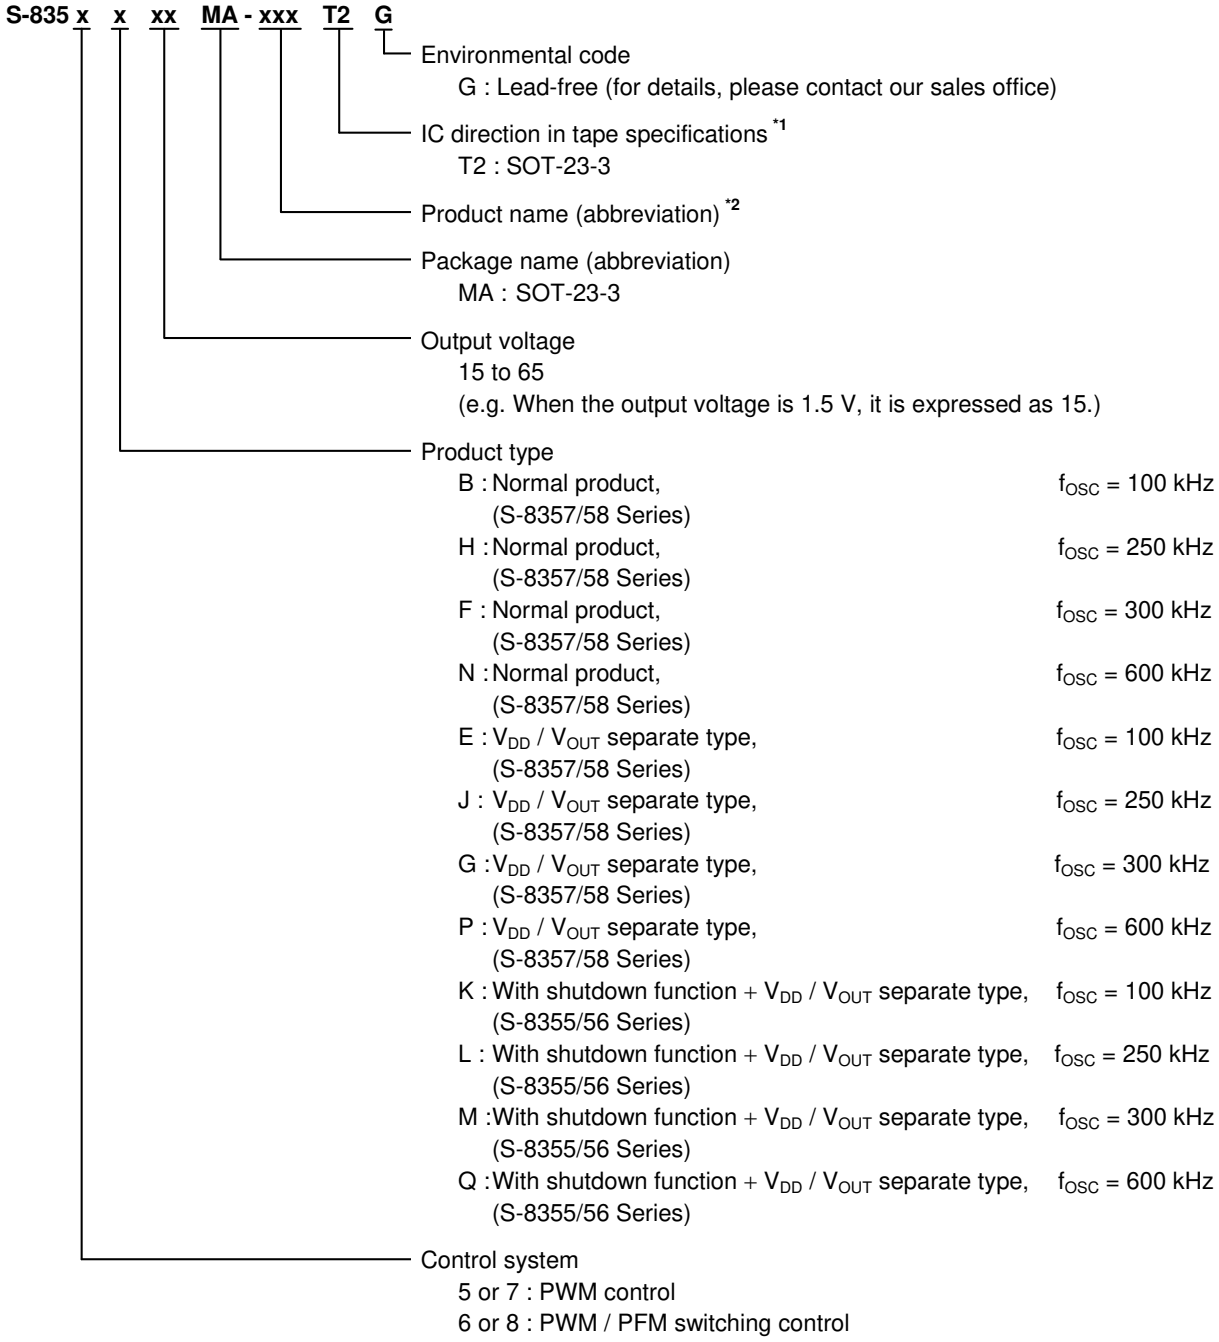 S-835 x x xx MA - xxx T2 G
Environmental code
G : Lead-free (for details, please contact our sales office)
IC direction in tape specifications *1
T2 : SOT-23-3
Product name (abbreviation) *2
Package name (abbreviation)
MA : SOT-23-3
Output voltage
15 to 65
(e.g. When the output voltage is 1.5 V, it is expressed as 15.)
Product type
B : Normal product, fOSC = 100 kHz
(S-8357/58 Series)
H : Normal product, fOSC = 250 kHz
(S-8357/58 Series)
F : Normal product, fOSC = 300 kHz
(S-8357/58 Series)
N : Normal product, fOSC = 600 kHz
(S-8357/58 Series)
E : VDD / VOUT separate type, fOSC = 100 kHz
(S-8357/58 Series)
J : VDD / VOUT separate type, fOSC = 250 kHz
(S-8357/58 Series)
G : VDD / VOUT separate type, fOSC = 300 kHz
(S-8357/58 Series)
P : VDD / VOUT separate type, fOSC = 600 kHz
(S-8357/58 Series)
K : With shutdown function + VDD / VOUT separate type, fOSC = 100 kHz
(S-8355/56 Series)
L : With shutdown function + VDD / VOUT separate type, fOSC = 250 kHz
(S-8355/56 Series)
M : With shutdown function + VDD / VOUT separate type, fOSC = 300 kHz
(S-8355/56 Series)
Q : With shutdown function + VDD / VOUT separate type, fOSC = 600 kHz
(S-8355/56 Series)
Control system
5 or 7 : PWM control
6 or 8 : PWM / PFM switching control